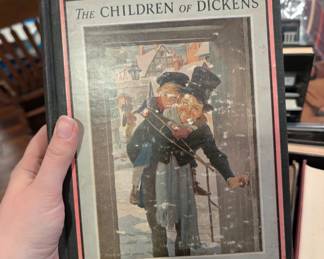 The CHILDREN of DICKENS